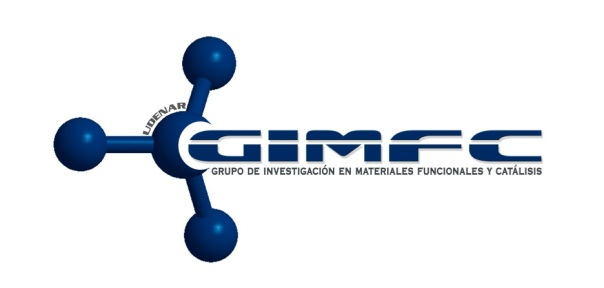 UDENAR
GIMFC
GRUPO DE INVESTIGACIÓN EN MATERIALES FUNCIONALES Y CATÁLISIS